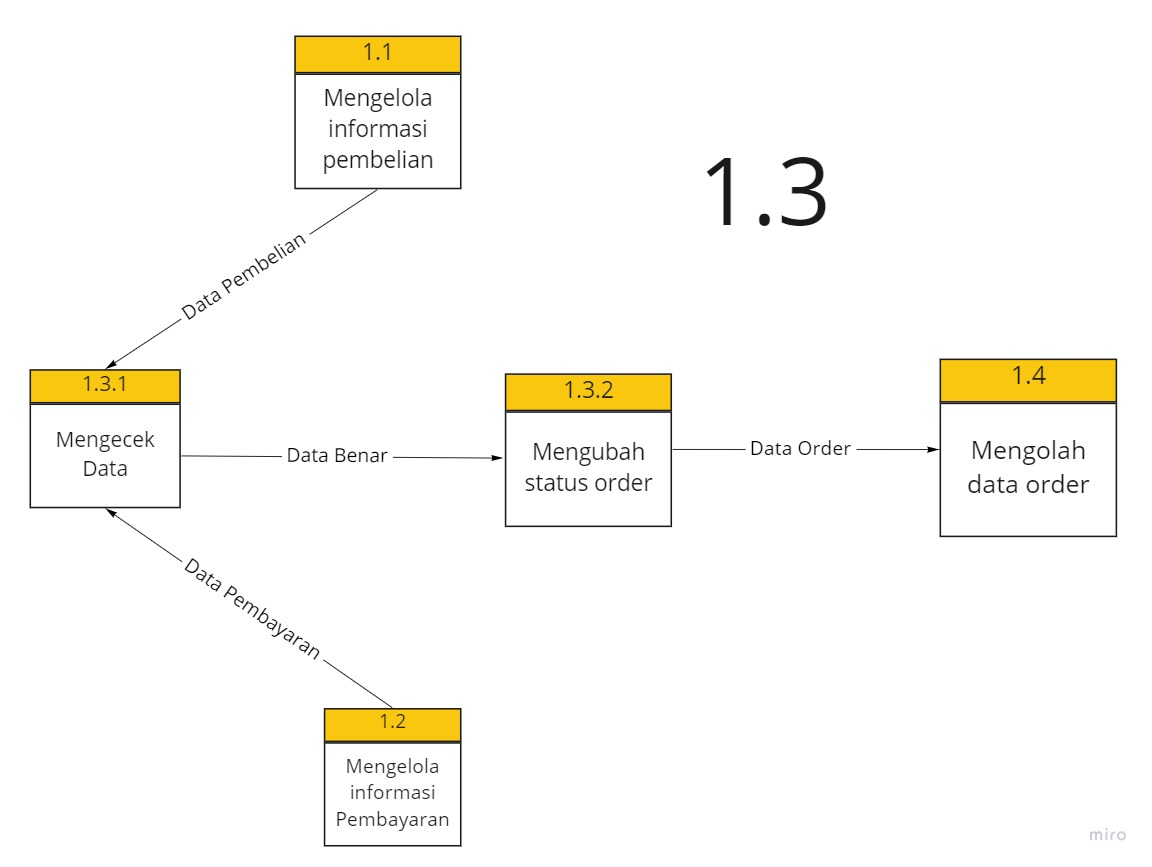 1.1
Mengelola
informasi
pembelian
1.3
Data Pembelian
1.3.1
Mengecek
Data
Data Benar
1.3.2
Mengubah
status order
Data Order
1.4
Mengolah
data order
Data Pembayaran
1.2
Mengelola
informasi
Pembayaran
miro